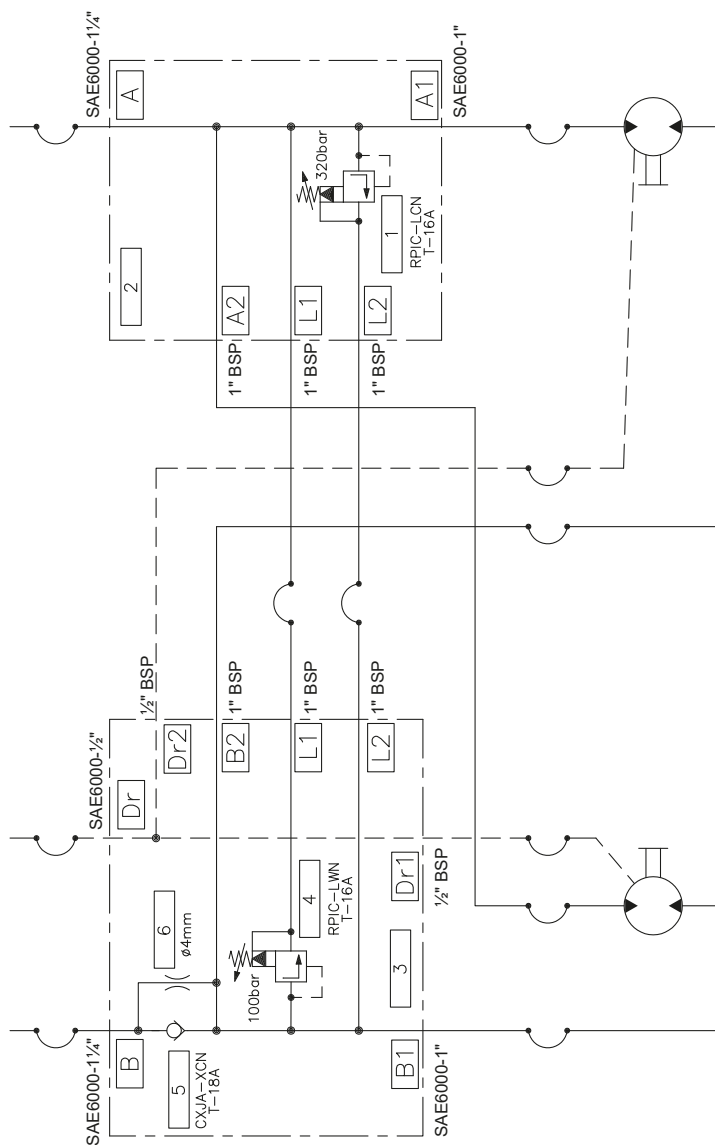 SAE6000-1¼"
A
2
320bar
1
RPIC-LCN
T-16A
A1
SAE6000-1"
A2
L1
L2
1" BSP
1" BSP
1" BSP
½" BSP
1" BSP
1" BSP
1" BSP
SAE6000-½"
Dr
Dr2
B2
L1
L2
6
ø4mm
4
RPIC-LWN
T-16A
Dr1
½" BSP
100bar
3
SAE6000-1¼"
B
5
CXJA-XCN
T-18A
B1
SAE6000-1"